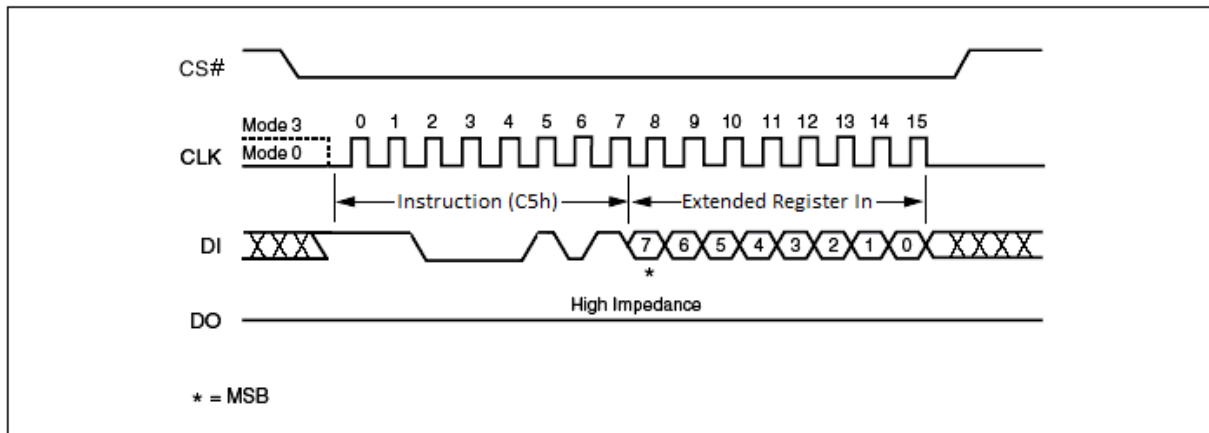 CS#
Mode 3
0 1 2 3 4 5 6 7 8 9 10 11 12 13 14 15
CLK
Mode 0
Instruction (C5h)
Extended Register In
DI
7 6 5 4 3 2 1 0
*
High Impedance
DO
* = MSB